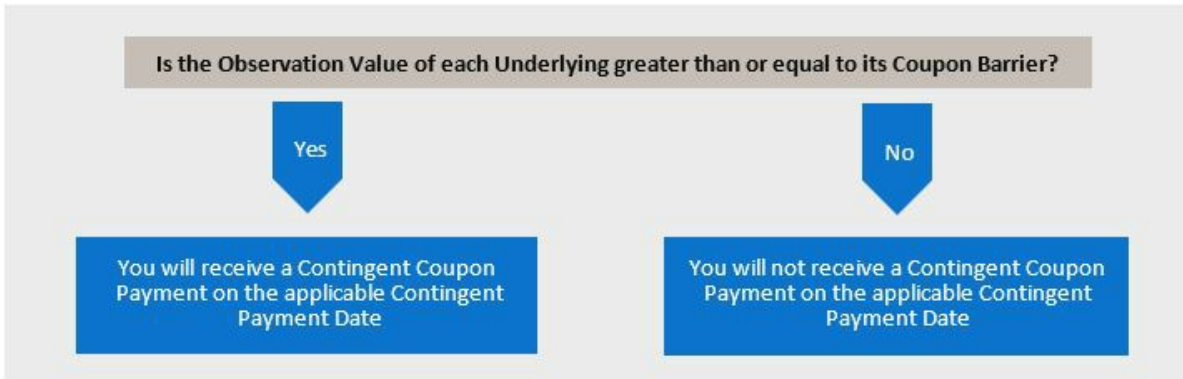 Is the Observation Value of each Underlying greater than or equal to its Coupon Barrier?
Yes
No
You will receive a Contingent Coupon
Payment on the applicable Contingent
Payment Date
You will not receive a Contingent Coupon
Payment on the applicable Contingent
Payment Date